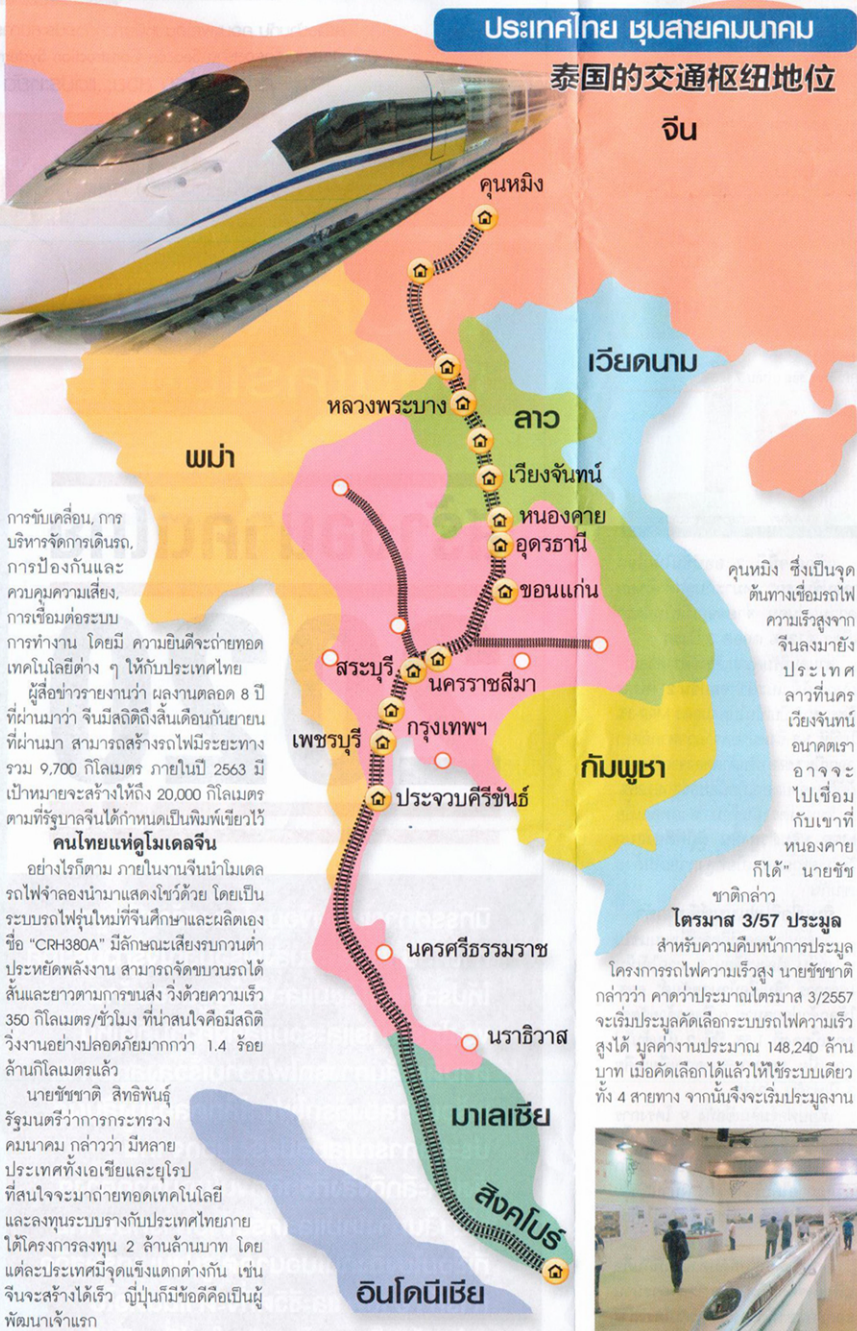 ประเทศไทย ชุมสายคมนาคม
泰国的交通枢纽地位
จีน
คุนหมิง
เวียดนาม
หลวงพระบาง
ลาว
พม่า
เวียงจันทน์
หนองคาย
อุดรธานี
ขอนแก่น
สระบุรี
นครราชสีมา
กรุงเทพฯ
เพชรบุรี
กัมพูชา
ประจวบคีรีขันธ์
นครศรีธรรมราช
นราธิวาส
มาเลเซีย
สิงคโปร์
อินโดนีเซีย
การขับเคลื่อน, การ
บริหารจัดการเดินรถ,
การป้องกันและ
ควบคุมความเสี่ยง,
การเชื่อมต่อระบบ
การทำงาน โดยมี ความยินดีจะถ่ายทอด
เทคโนโลยีต่าง ๆ ให้กับประเทศไทย
ผู้สื่อข่าวรายงานว่า ผลงานตลอด 8 ปี
ที่ผ่านมาว่า จีนมีสถิติถึงสิ้นเดือนกันยายน
ที่ผ่านมา สามารถสร้างรถไฟมีระยะทาง
รวม 9,700 กิโลเมตร ภายในปี 2563 มี
เป้าหมายจะสร้างให้ถึง 20,000 กิโลเมตร
ตามที่รัฐบาลจีนได้กำหนดเป็นพิมพ์เขียวไว้
คนไทยแห่ดูโมเดลจีน
อย่างไรก็ตาม ภายในงานจีนนำโมเดล
รถไฟจำลองนำมาแสดงโชว์ด้วย โดยเป็น
ระบบรถไฟรุ่นใหม่ที่จีนศึกษาและผลิตเอง
ชื่อ "CRH380A" มีลักษณะเสียงรบกวนต่ำ
ประหยัดพลังงาน สามารถจัดขบวนรถได้
สั้นและยาวตามการขนส่ง วิ่งด้วยความเร็ว
350 กิโลเมตร/ชั่วโมง ที่น่าสนใจคือมีสถิติ
วิ่งงานอย่างปลอดภัยมากกว่า 1.4 ร้อย
ล้านกิโลเมตรแล้ว
นายชัชชาติ สิทธิพันธุ์
รัฐมนตรีว่าการกระทรวง
คมนาคม กล่าวว่า มีหลาย
ประเทศทั้งเอเชียและยุโรป
ที่สนใจจะมาถ่ายทอดเทคโนโลยี
และลงทุนระบบรางกับประเทศไทยภาย
ใต้โครงการลงทุน 2 ล้านล้านบาท โดย
แต่ละประเทศมีจุดแข็งแตกต่างกัน เช่น
จีนจะสร้างได้เร็ว ญี่ปุ่นก็มีข้อดีคือเป็นผู้
พัฒนาเจ้าแรก
คุนหมิง ซึ่งเป็นจุด
ต้นทางเชื่อมรถไฟ
ความเร็วสูงจาก
จีนลงมายัง
ประเทศ
ลาวที่นคร
เวียงจันทน์
อนาคตเรา
อาจจะ
ไปเชื่อม
กับเขาที่
หนองคาย
ก็ได้" นายชัช
ชาติกล่าว
ไตรมาส 3/57 ประมูล
สำหรับความคืบหน้าการประมูล
โครงการรถไฟความเร็วสูง นายชัชชาติ
กล่าวว่า คาดว่าประมาณไตรมาส 3/2557
จะเริ่มประมูลคัดเลือกระบบรถไฟความเร็ว
สูงได้ มูลค่างานประมาณ 148,240 ล้าน
บาท เมื่อคัดเลือกได้แล้วให้ใช้ระบบเดียว
ทั้ง 4 สายทาง จากนั้นจึงจะเริ่มประมูลงาน